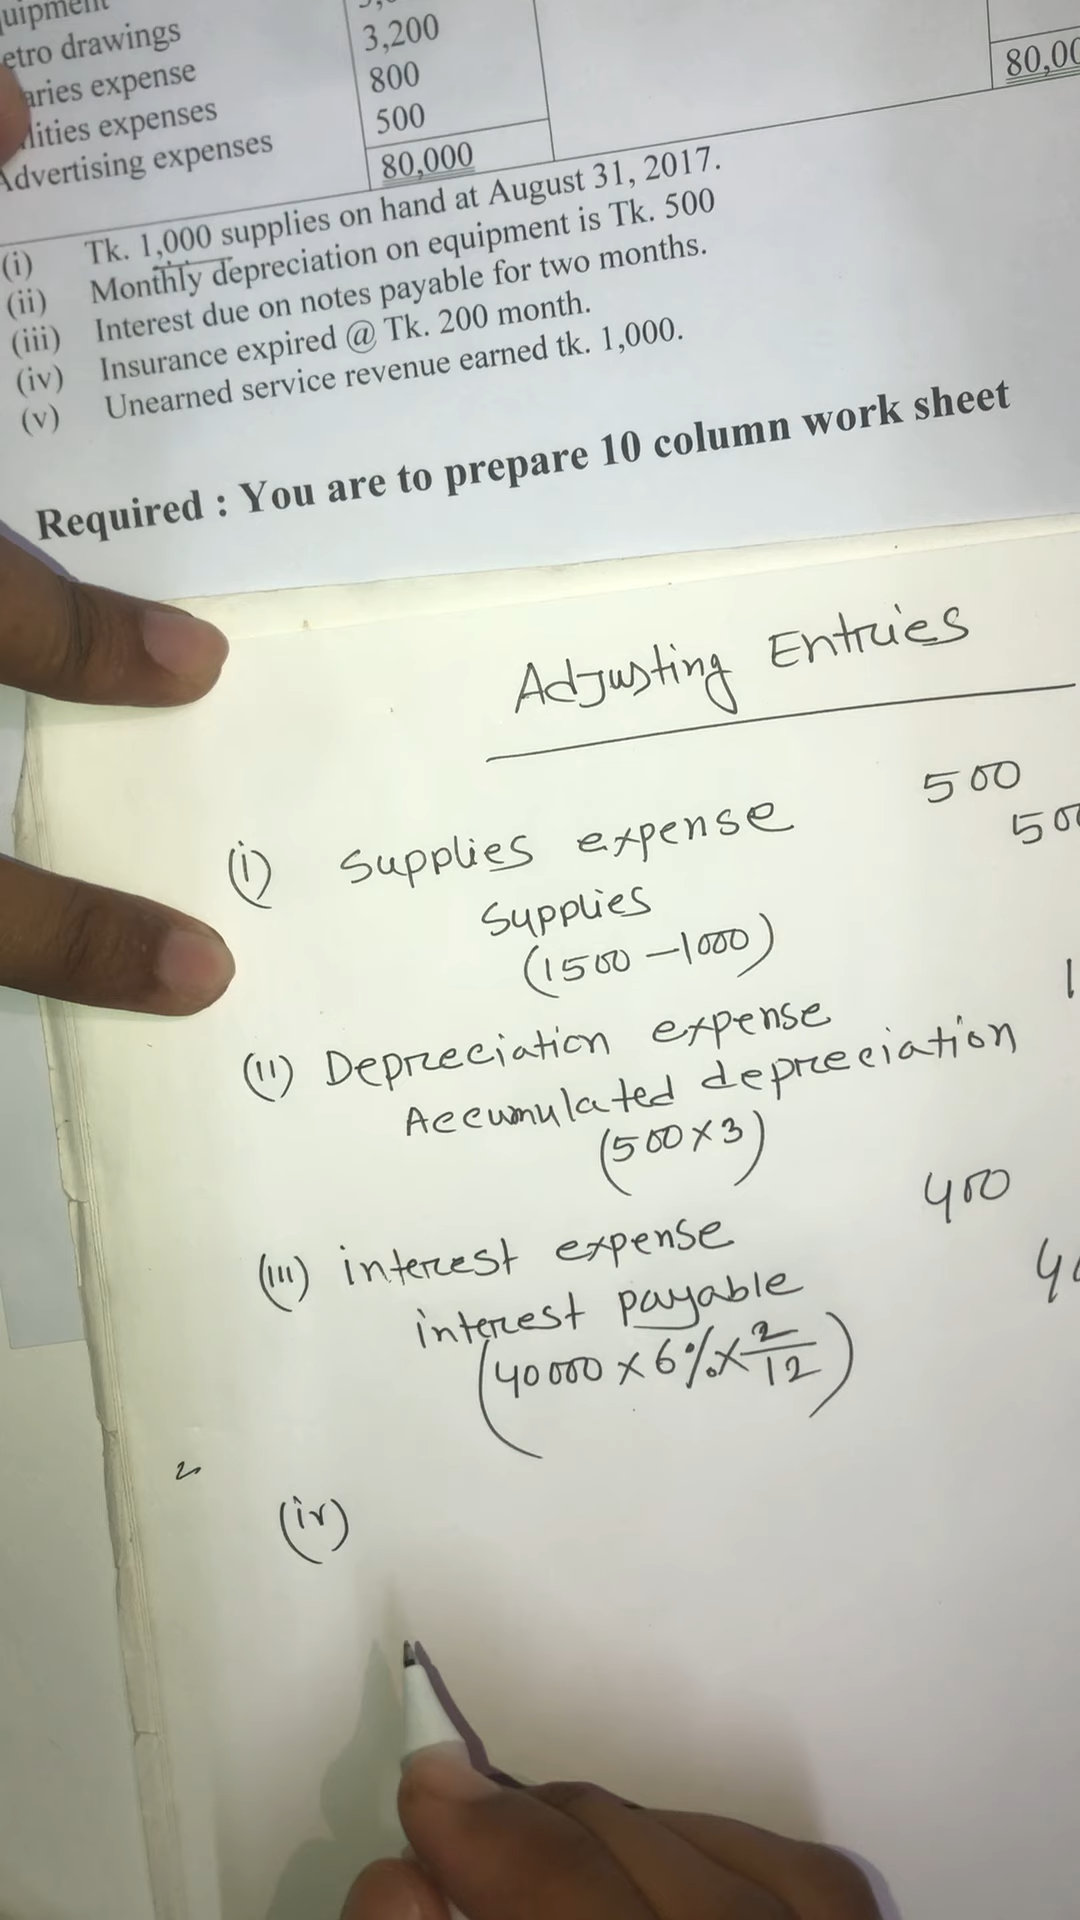 etro drawings 3,200
aries expense 800 80,00
lities expenses 500
Advertising expenses 80,000
(i) Tk. 1,000 supplies on hand at August 31, 2017.
(ii) Monthly depreciation on equipment is Tk. 500
(iii) Interest due on notes payable for two months.
(iv) Insurance expired @ Tk. 200 month.
(v) Unearned service revenue earned tk. 1,000.
Required : You are to prepare 10 column work sheet
Adjusting Entries
(i) Supplies expense 500
Supplies 500
(1500 – 1000)
(ii) Depreciation expense 1
Accumulated depreciation
(500 × 3)
(iii) interest expense 400
interest payable 40
(40000 × 6% × 2/12)
(iv)